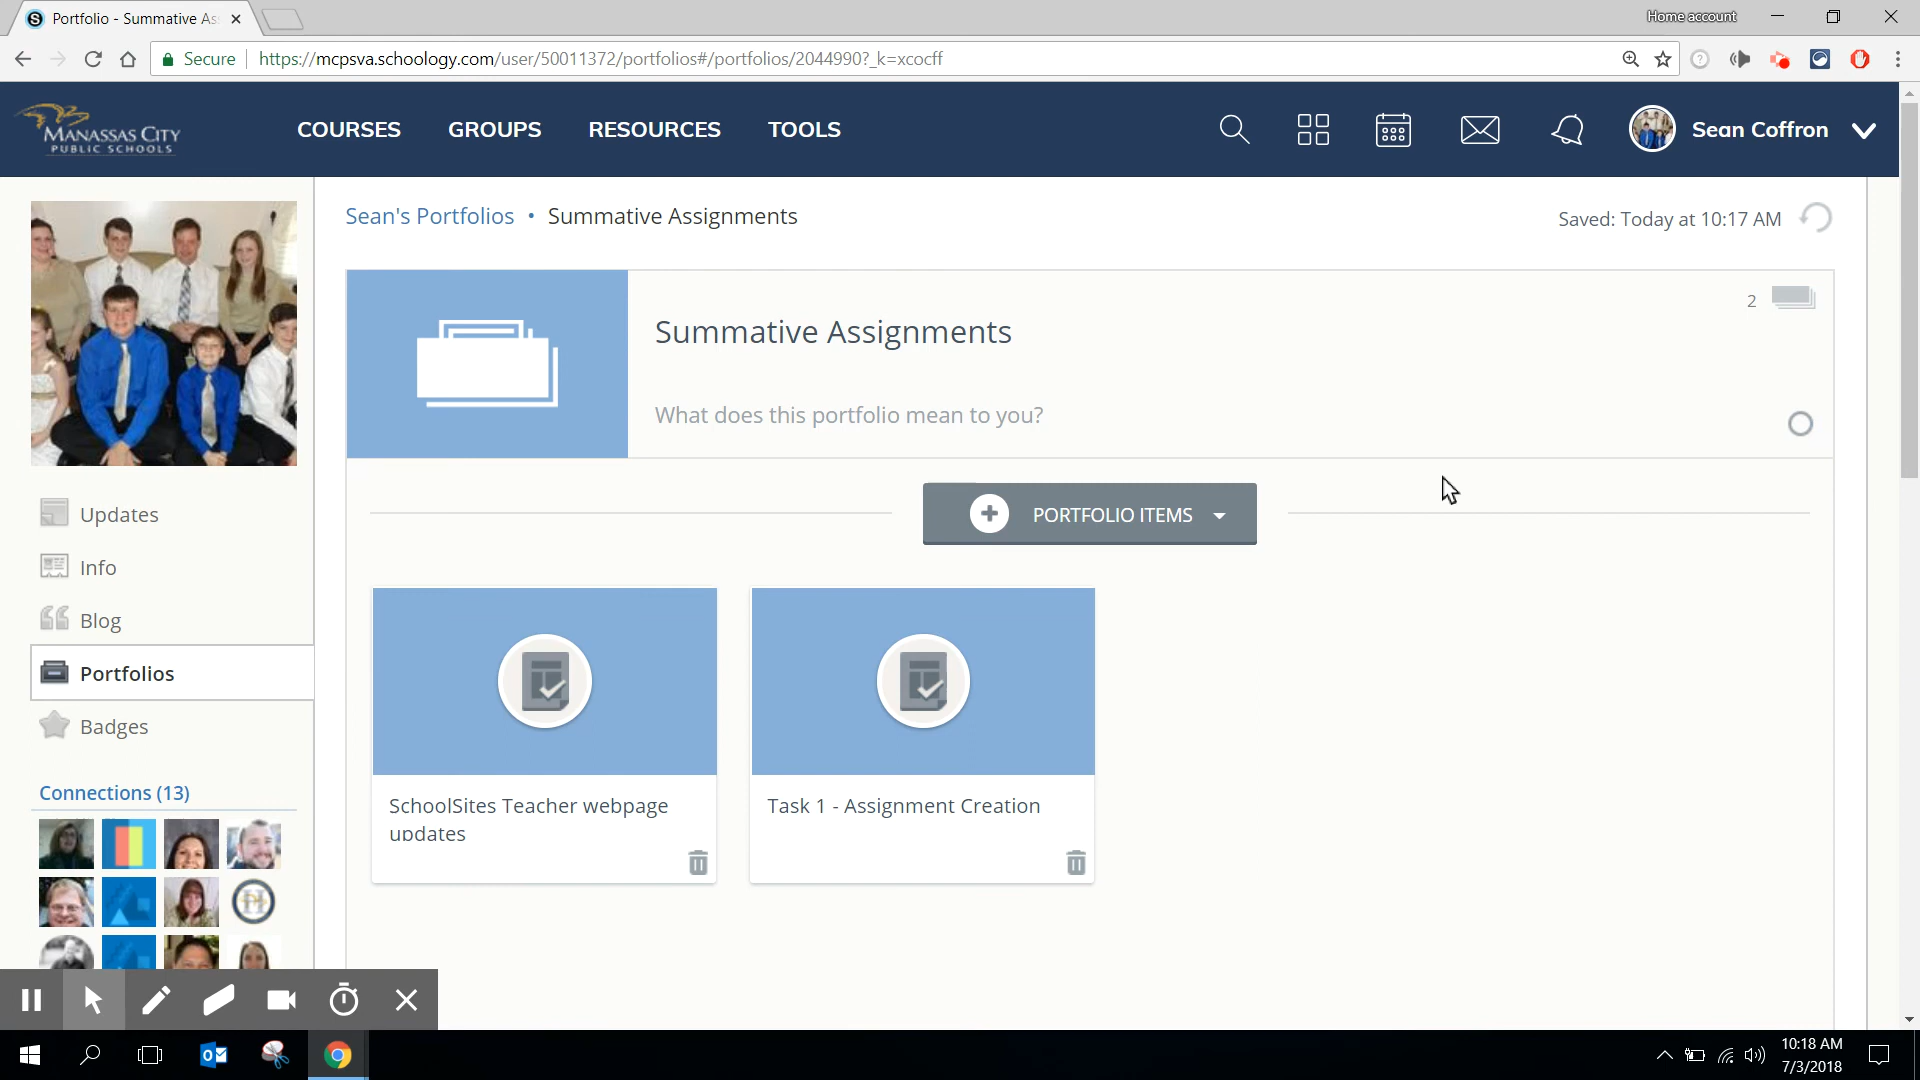 Portfolio - Summative As
Home account
Secure
https://mcpsva.schoology.com/user/50011372/portfolios#/portfolios/2044990?_k=xcocff
MANASSAS CITY
PUBLIC SCHOOLS
COURSES
GROUPS
RESOURCES
TOOLS
Sean Coffron
Sean's Portfolios • Summative Assignments
Saved: Today at 10:17 AM
Summative Assignments
2
What does this portfolio mean to you?
PORTFOLIO ITEMS
Updates
Info
Blog
Portfolios
Badges
SchoolSites Teacher webpage
updates
Task 1 - Assignment Creation
Connections (13)
10:18 AM
7/3/2018